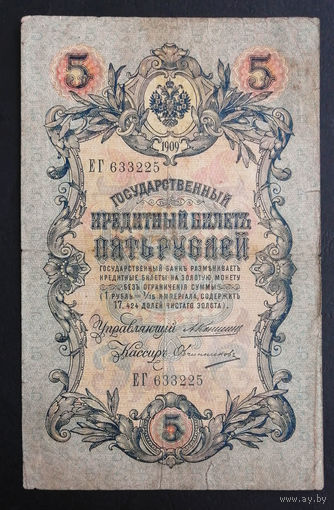 5 5
1909
ЕГ 633225
ГОСУДАРСТВЕННЫЙ
КРЕДИТНЫЙ БИЛЕТЪ
ПЯТЬ РУБЛЕЙ
ГОСУДАРСТВЕННЫЙ БАНКЪ РАЗМѢНИВАЕТЪ
КРЕДИТНЫЕ БИЛЕТЫ НА ЗОЛОТУЮ МОНЕТУ
БЕЗЪ ОГРАНИЧЕНІЯ СУММЫ
(1 РУБЛЬ = 1/15 ИМПЕРІАЛА, СОДЕРЖИТЪ
17,424 ДОЛЕЙ ЧИСТАГО ЗОЛОТА).
Управляющій
Кассиръ
ЕГ 633225
5
www.ay.by